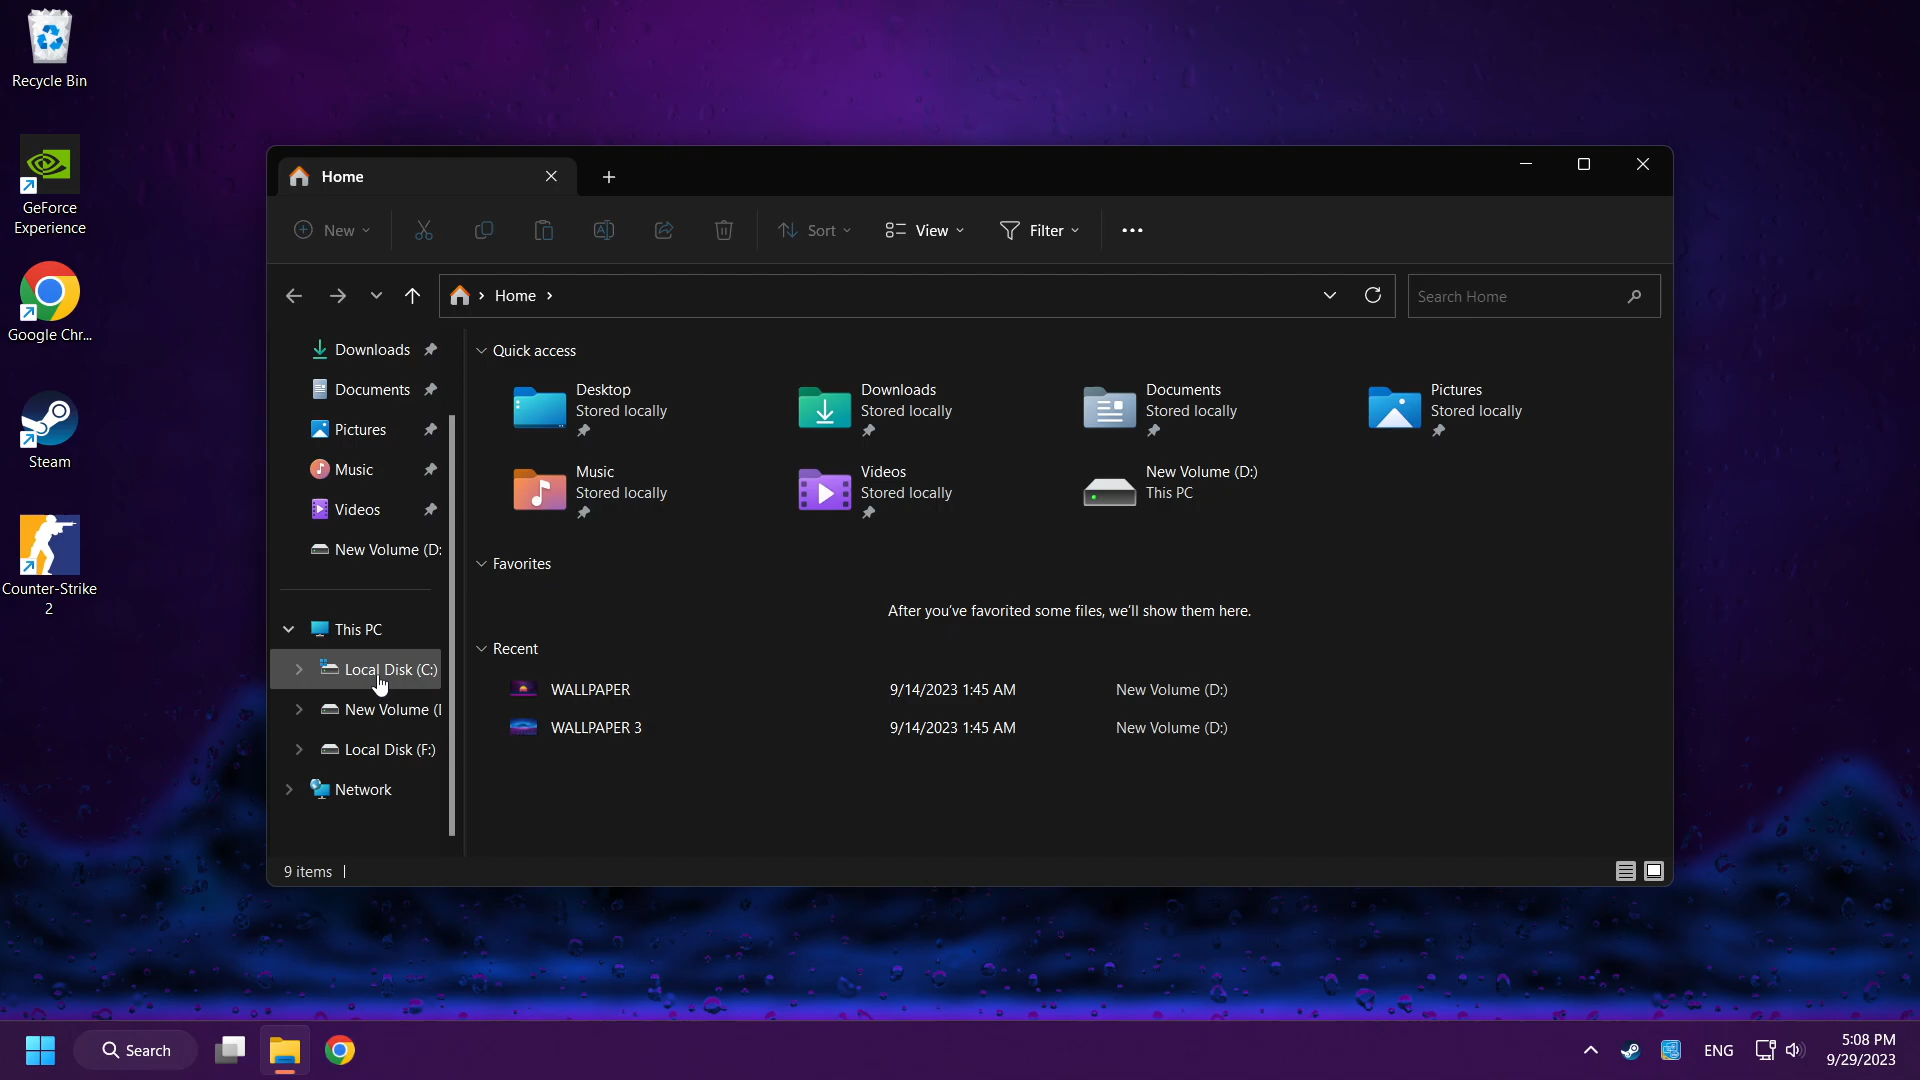 Recycle Bin
GeForce
Experience
Google Chr...
Steam
Counter-Strike
2
Home
New
Sort
View
Filter
Home
Search Home
Downloads
Documents
Pictures
Music
Videos
New Volume (D:
This PC
Local Disk (C:)
New Volume (
Local Disk (F:)
Network
Quick access
Desktop
Stored locally
Downloads
Stored locally
Documents
Stored locally
Pictures
Stored locally
Music
Stored locally
Videos
Stored locally
New Volume (D:)
This PC
Favorites
After you've favorited some files, we'll show them here.
Recent
WALLPAPER 9/14/2023 1:45 AM New Volume (D:)
WALLPAPER 3 9/14/2023 1:45 AM New Volume (D:)
9 items
Search
ENG
5:08 PM
9/29/2023